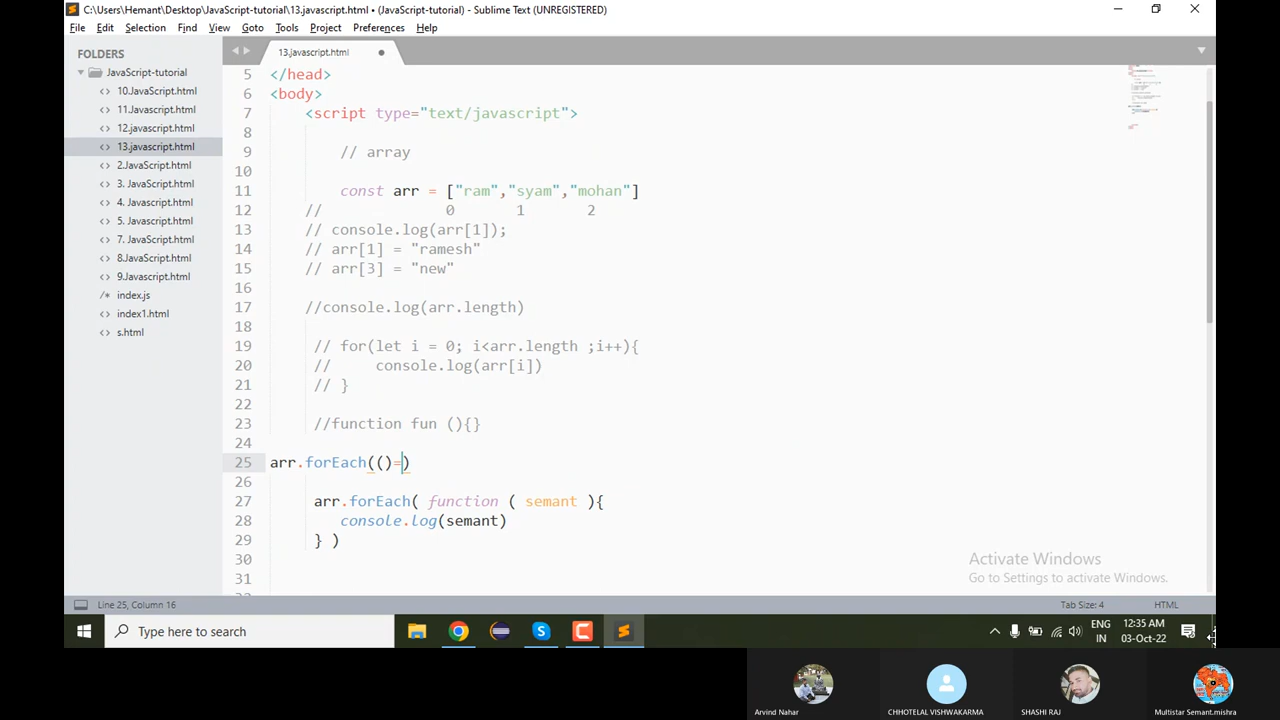 C:\Users\Hemant\Desktop\JavaScript-tutorial\13.javascript.html • (JavaScript-tutorial) - Sublime Text (UNREGISTERED)
File Edit Selection Find View Goto Tools Project Preferences Help
FOLDERS
JavaScript-tutorial
10.JavaScript.html
11.JavaScript.html
12.javascript.html
13.javascript.html
2.JavaScript.html
3. JavaScript.html
4. Javascript.html
5. Javascript.html
7. JavaScript.html
8.JavaScript.html
9.Javascript.html
index.js
index1.html
s.html
13.javascript.html
5 </head>
6 <body>
7 <script type="text/javascript">
8
9 // array
10
11 const arr = ["ram","syam","mohan"]
12 // 0 1 2
13 // console.log(arr[1]);
14 // arr[1] = "ramesh"
15 // arr[3] = "new"
16
17 //console.log(arr.length)
18
19 // for(let i = 0; i<arr.length ;i++){
20 // console.log(arr[i])
21 // }
22
23 //function fun (){}
24
25 arr.forEach(()=)
26
27 arr.forEach( function ( semant ){
28 console.log(semant)
29 } )
30
31
Activate Windows
Go to Settings to activate Windows.
Line 25, Column 16
Tab Size: 4
HTML
Type here to search
ENG
IN
12:35 AM
03-Oct-22
Arvind Nahar
CHHOTELAL VISHWAKARMA
SHASHI RAJ
Multistar Semant.mishra